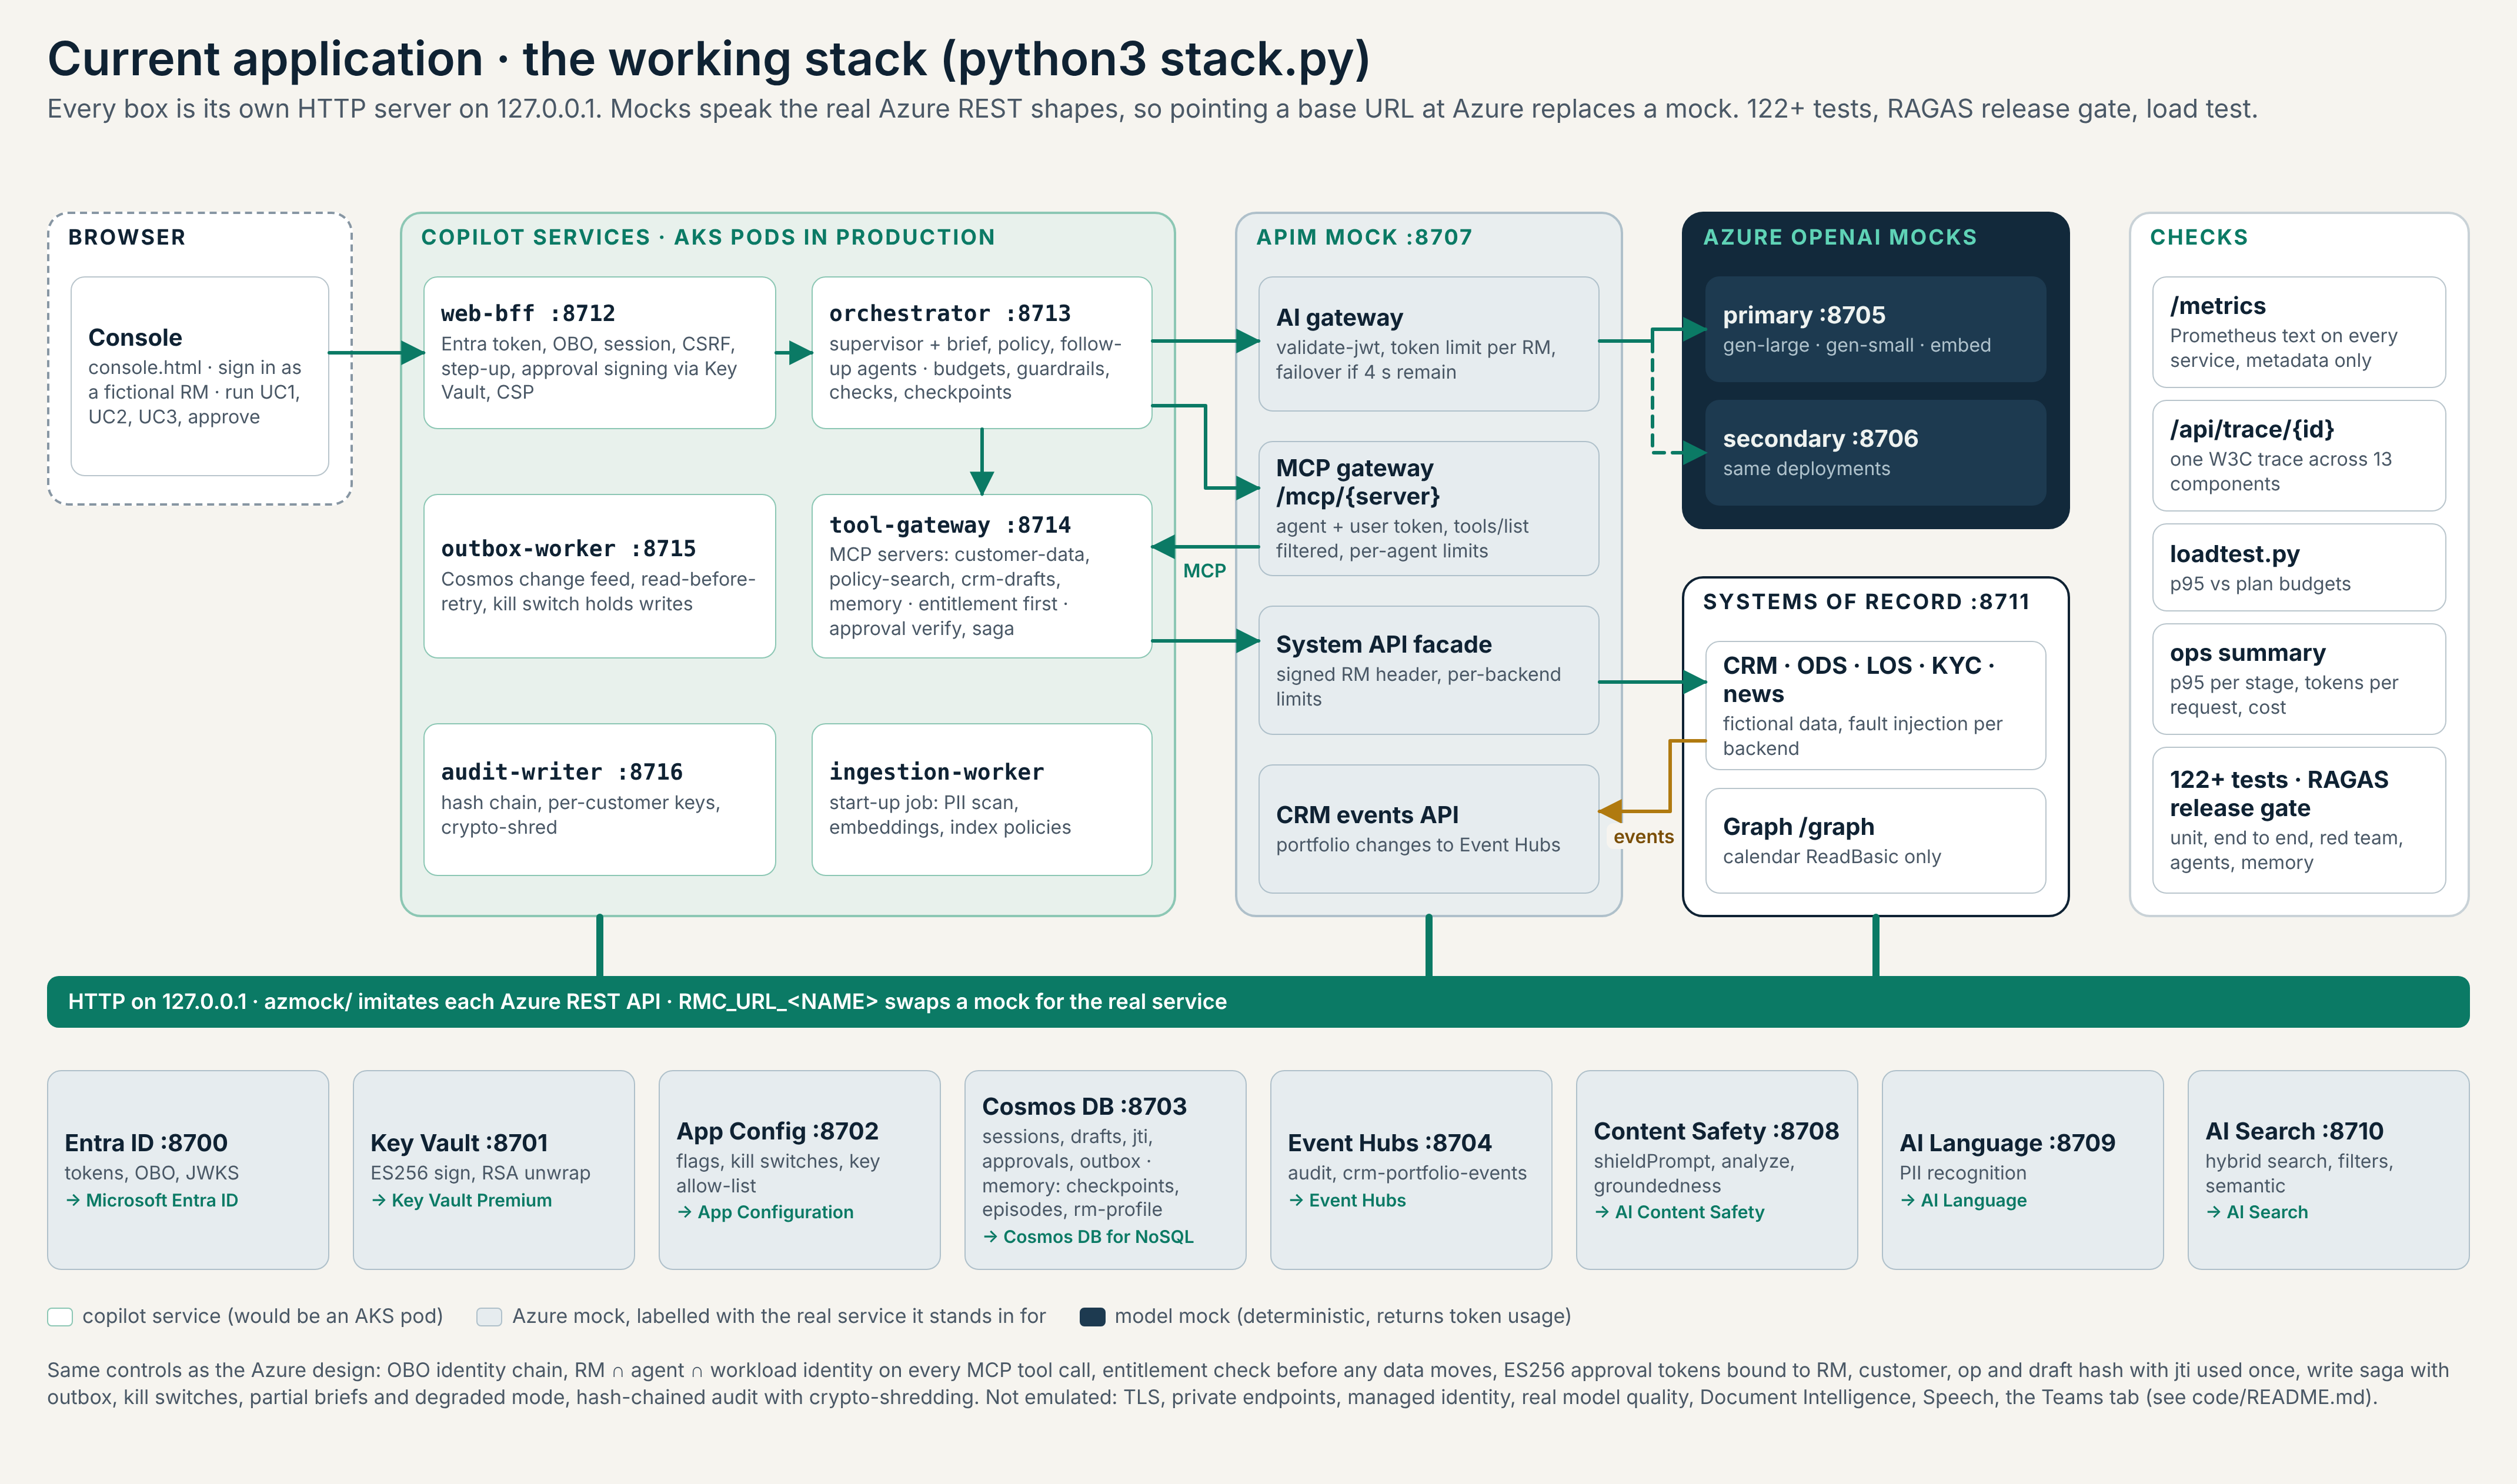 Current application · the working stack (python3 stack.py)
Every box is its own HTTP server on 127.0.0.1. Mocks speak the real Azure REST shapes, so pointing a base URL at Azure replaces a mock. 122+ tests, RAGAS release gate, load test.
BROWSER
Console
console.html · sign in as
a fictional RM · run UC1,
UC2, UC3, approve
COPILOT SERVICES · AKS PODS IN PRODUCTION
web-bff :8712
Entra token, OBO, session, CSRF,
step-up, approval signing via Key
Vault, CSP
orchestrator :8713
supervisor + brief, policy, follow-
up agents · budgets, guardrails,
checks, checkpoints
outbox-worker :8715
Cosmos change feed, read-before-
retry, kill switch holds writes
tool-gateway :8714
MCP servers: customer-data,
policy-search, crm-drafts,
memory · entitlement first ·
approval verify, saga
audit-writer :8716
hash chain, per-customer keys,
crypto-shred
ingestion-worker
start-up job: PII scan,
embeddings, index policies
MCP
APIM MOCK :8707
AI gateway
validate-jwt, token limit per RM,
failover if 4 s remain
MCP gateway
/mcp/{server}
agent + user token, tools/list
filtered, per-agent limits
System API facade
signed RM header, per-backend
limits
CRM events API
portfolio changes to Event Hubs
events
AZURE OPENAI MOCKS
primary :8705
gen-large · gen-small · embed
secondary :8706
same deployments
SYSTEMS OF RECORD :8711
CRM · ODS · LOS · KYC ·
news
fictional data, fault injection per
backend
Graph /graph
calendar ReadBasic only
CHECKS
/metrics
Prometheus text on every
service, metadata only
/api/trace/{id}
one W3C trace across 13
components
loadtest.py
p95 vs plan budgets
ops summary
p95 per stage, tokens per
request, cost
122+ tests · RAGAS
release gate
unit, end to end, red team,
agents, memory
HTTP on 127.0.0.1 · azmock/ imitates each Azure REST API · RMC_URL_<NAME> swaps a mock for the real service
Entra ID :8700
tokens, OBO, JWKS
→ Microsoft Entra ID
Key Vault :8701
ES256 sign, RSA unwrap
→ Key Vault Premium
App Config :8702
flags, kill switches, key
allow-list
→ App Configuration
Cosmos DB :8703
sessions, drafts, jti,
approvals, outbox ·
memory: checkpoints,
episodes, rm-profile
→ Cosmos DB for NoSQL
Event Hubs :8704
audit, crm-portfolio-events
→ Event Hubs
Content Safety :8708
shieldPrompt, analyze,
groundedness
→ AI Content Safety
AI Language :8709
PII recognition
→ AI Language
AI Search :8710
hybrid search, filters,
semantic
→ AI Search
copilot service (would be an AKS pod)
Azure mock, labelled with the real service it stands in for
model mock (deterministic, returns token usage)
Same controls as the Azure design: OBO identity chain, RM ∩ agent ∩ workload identity on every MCP tool call, entitlement check before any data moves, ES256 approval tokens bound to RM, customer, op and draft hash with jti used once, write saga with
outbox, kill switches, partial briefs and degraded mode, hash-chained audit with crypto-shredding. Not emulated: TLS, private endpoints, managed identity, real model quality, Document Intelligence, Speech, the Teams tab (see code/README.md).